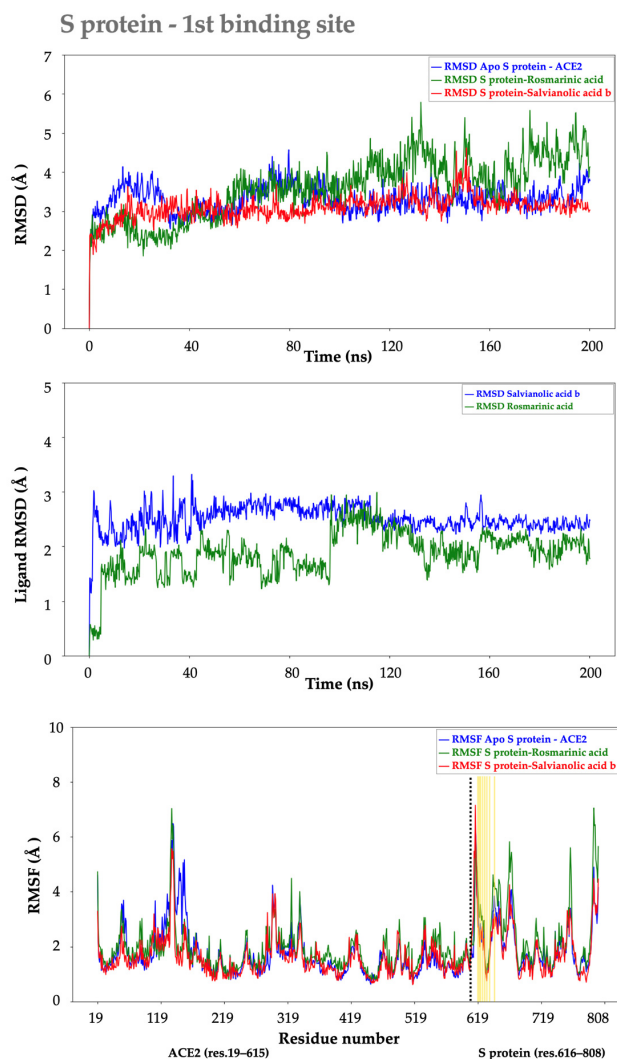 S protein - 1st binding site
7
6
5
4
3
2
1
0
RMSD (Å)
RMSD Apo S protein - ACE2
RMSD S protein-Rosmarinic acid
RMSD S protein-Salvianolic acid b
0 40 80 120 160 200
Time (ns)
5
4
3
2
1
0
Ligand RMSD (Å )
RMSD Salvianolic acid b
RMSD Rosmarinic acid
0 40 80 120 160 200
Time (ns)
10
8
6
4
2
0
RMSF (Å )
RMSF Apo S protein - ACE2
RMSF S protein-Rosmarinic acid
RMSF S protein-Salvianolic acid b
19 119 219 319 419 519 619 719 808
Residue number
ACE2 (res.19–615) S protein (res.616–808)